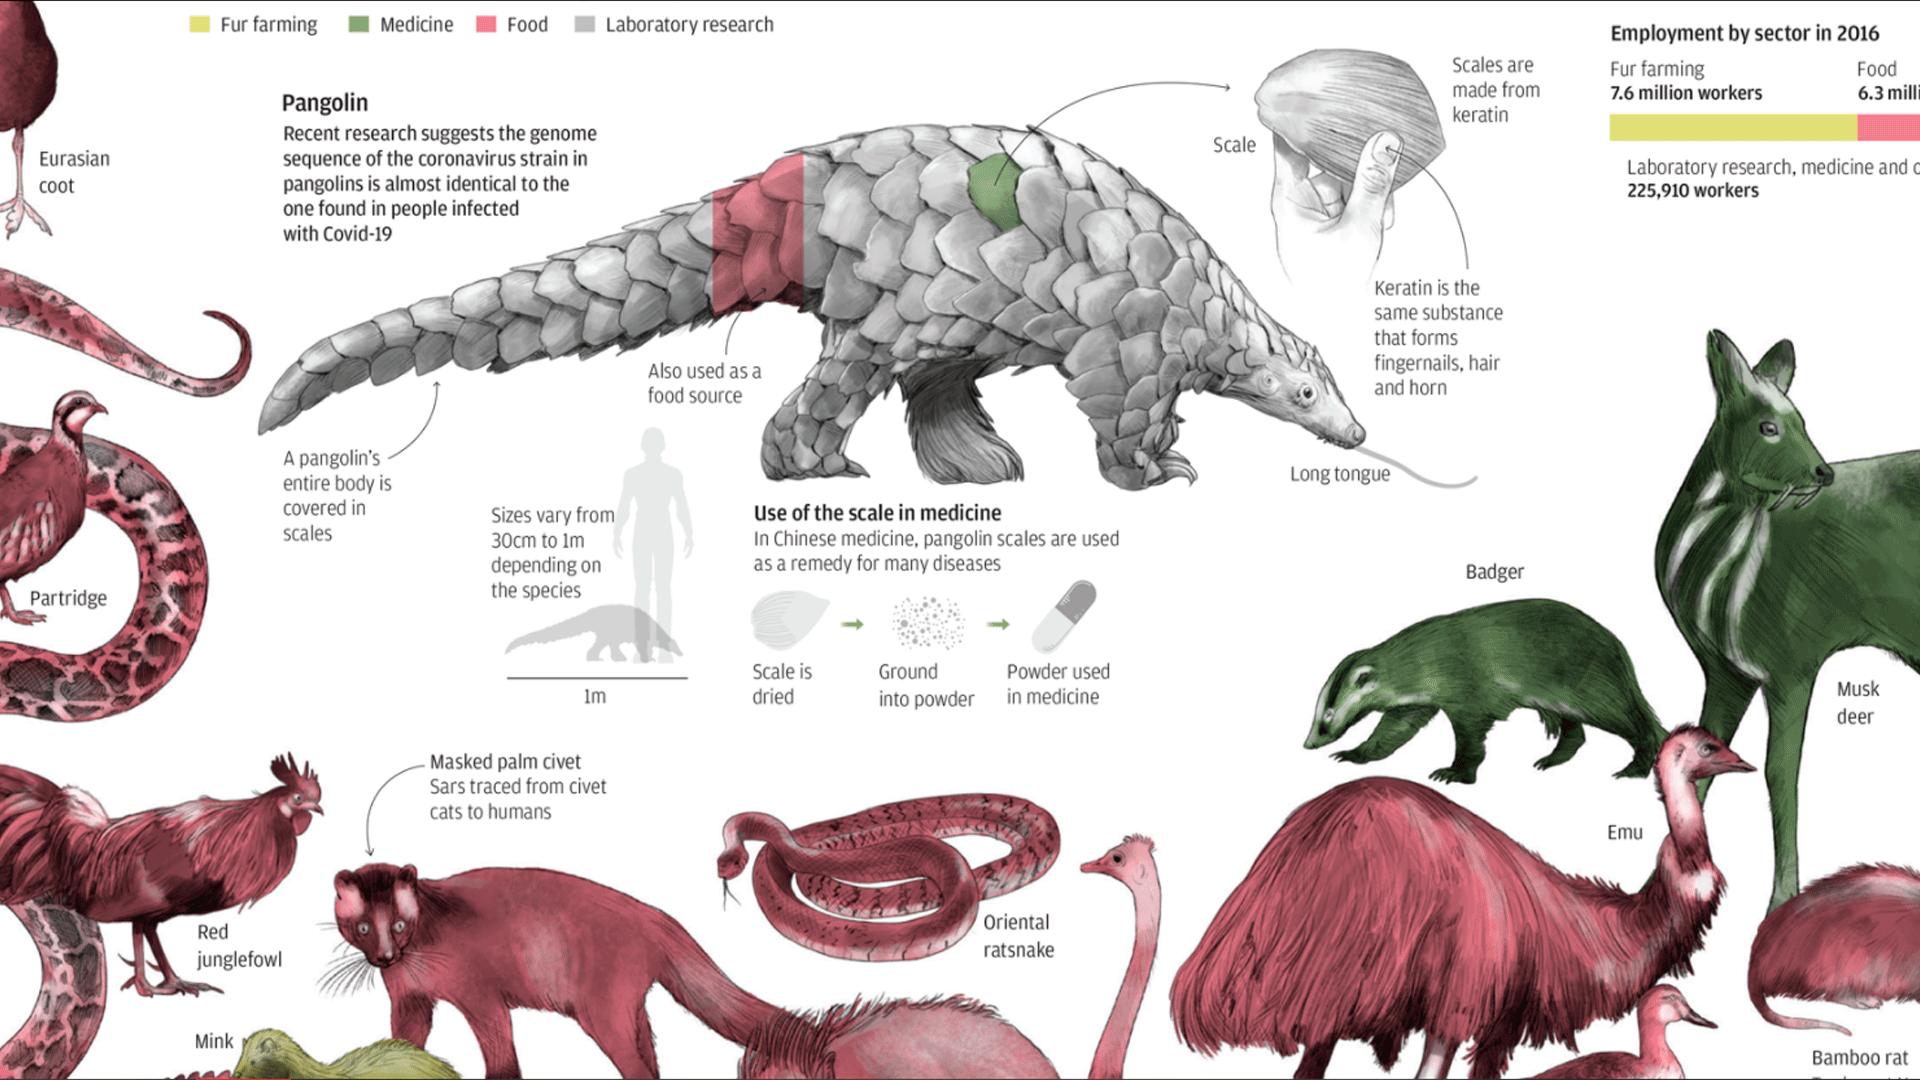 Fur farming
Medicine
Food
Laboratory research
Employment by sector in 2016
Fur farming
7.6 million workers
Food
6.3
Laboratory research, medicine and
225,910 workers
Eurasian
coot
Pangolin
Recent research suggests the genome
sequence of the coronavirus strain in
pangolins is almost identical to the
one found in people infected
with Covid-19
Scale
Scales are
made from
keratin
Keratin is the
same substance
that forms
fingernails, hair
and horn
Also used as a
food source
A pangolin's
entire body is
covered in
scales
Long tongue
Sizes vary from
30cm to 1m
depending on
the species
1m
Use of the scale in medicine
In Chinese medicine, pangolin scales are used
as a remedy for many diseases
Scale is
dried
Ground
into powder
Powder used
in medicine
Partridge
Badger
Musk
deer
Masked palm civet
Sars traced from civet
cats to humans
Emu
Red
junglefowl
Oriental
ratsnake
Mink
Bamboo rat